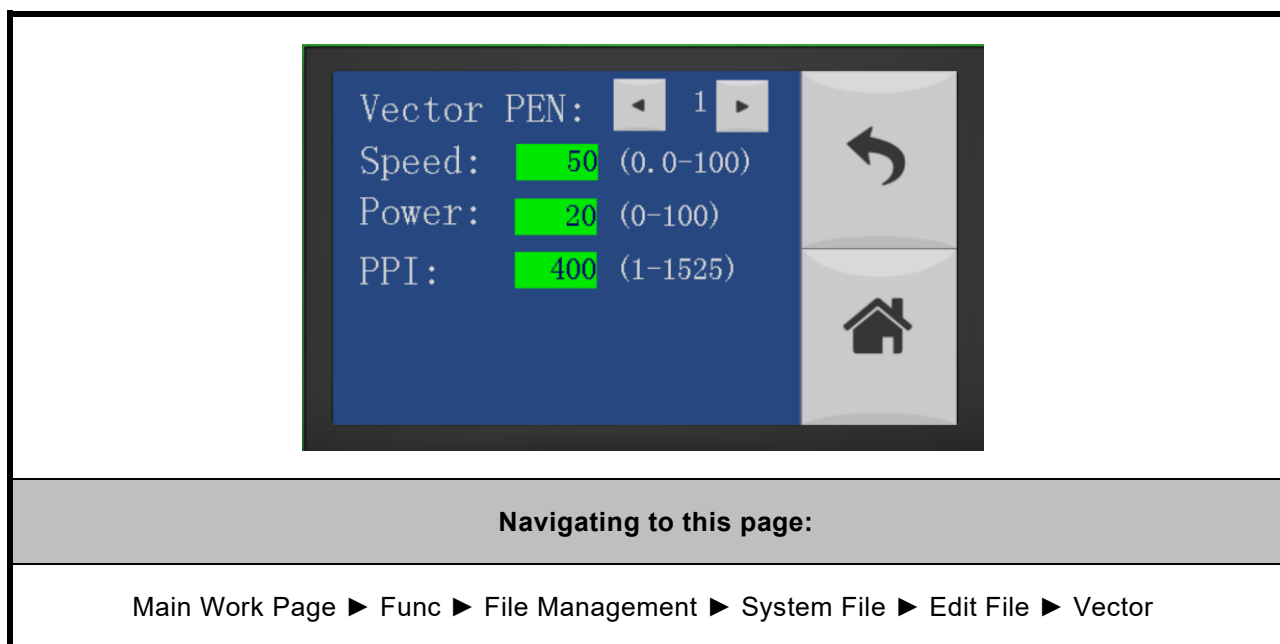 Vector PEN: ◄ 1 ►
Speed: 50 (0.0-100)
Power: 20 (0-100)
PPI: 400 (1-1525)
Navigating to this page:
Main Work Page ► Func ► File Management ► System File ► Edit File ► Vector